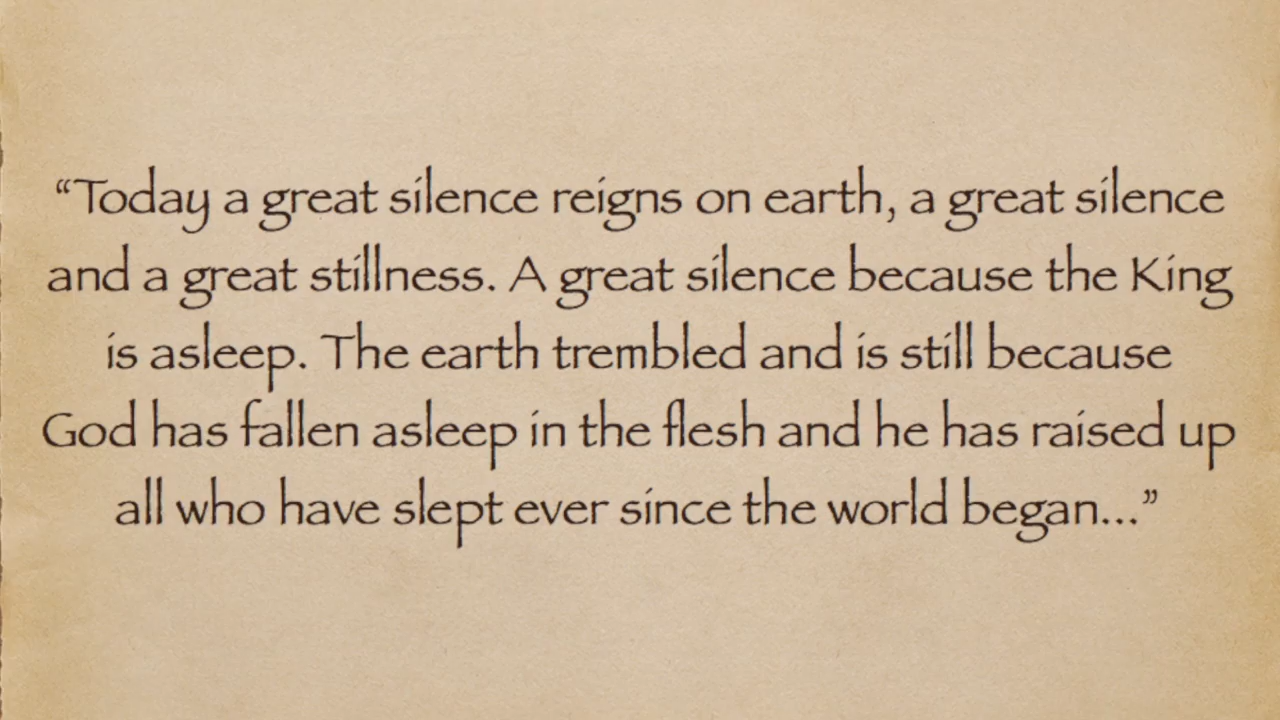 “Today a great silence reigns on earth, a great silence
and a great stillness. A great silence because the King
is asleep. The earth trembled and is still because
God has fallen asleep in the flesh and he has raised up
all who have slept ever since the world began...”